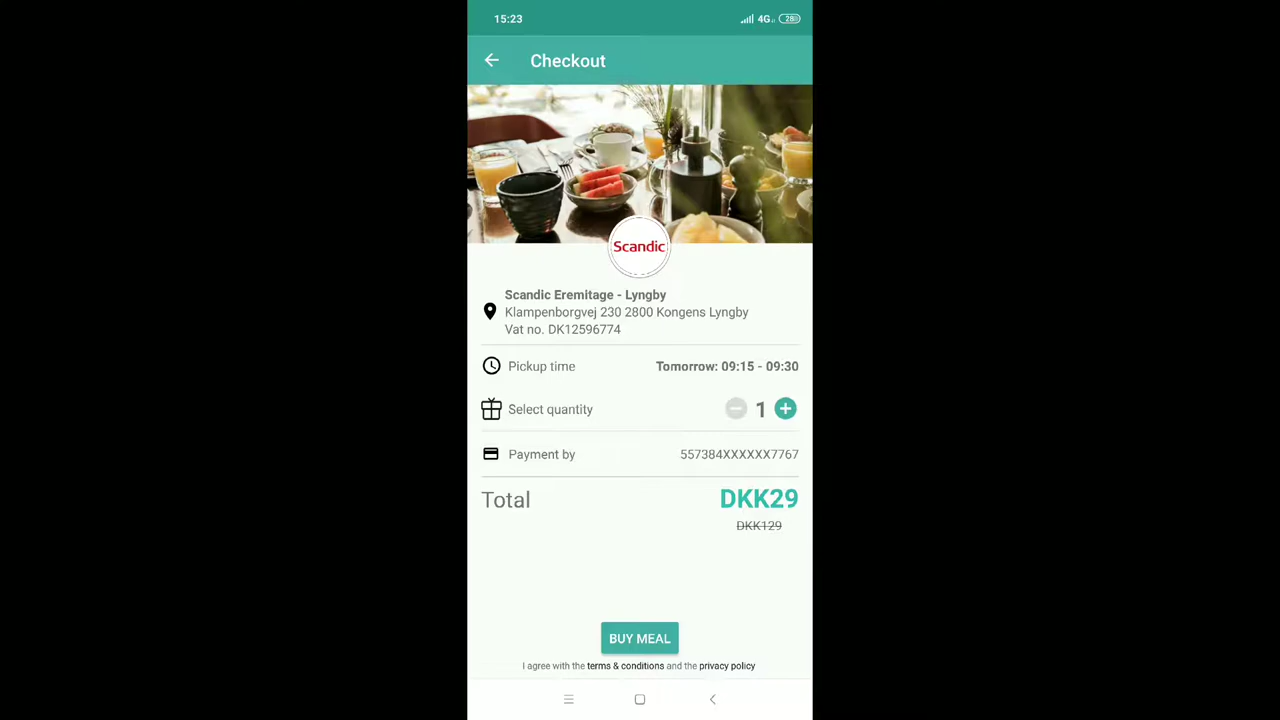 15:23
4G
28
Checkout
Scandic
Scandic Eremitage - Lyngby
Klampenborgvej 230 2800 Kongens Lyngby
Vat no. DK12596774
Pickup time
Tomorrow: 09:15 - 09:30
Select quantity
1
Payment by
557384XXXXXX7767
Total
DKK29
DKK129
BUY MEAL
I agree with the terms & conditions and the privacy policy